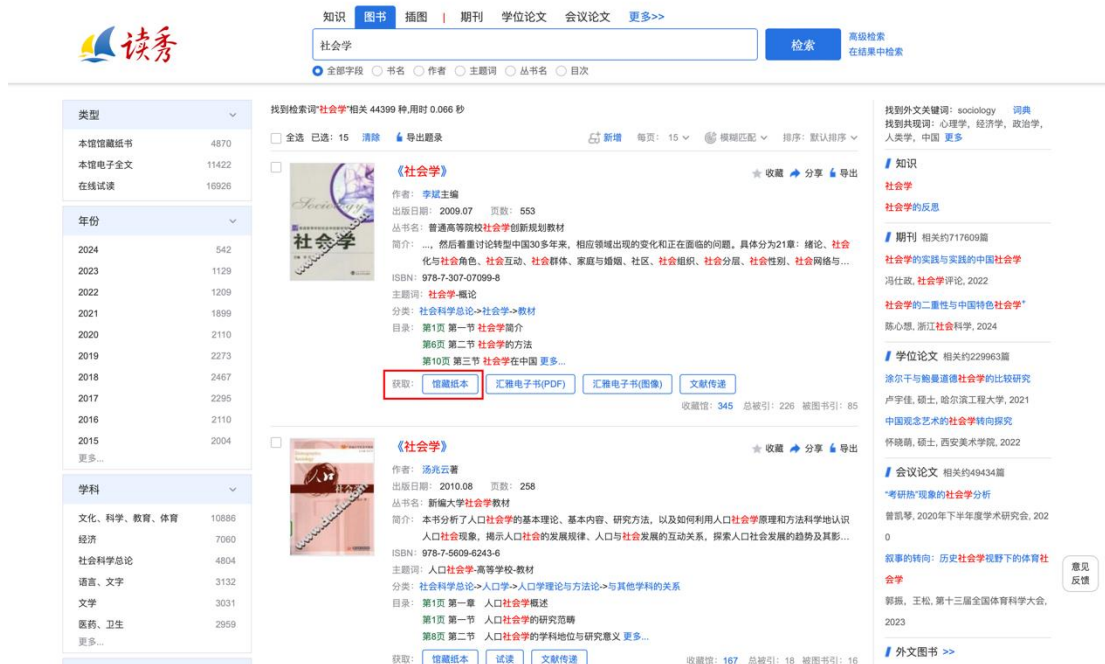 读秀
知识 图书 插图 | 期刊 学位论文 会议论文 更多>>
社会学
检索
高级检索
在结果中检索
全部字段 书名 作者 主题词 丛书名 目次
类型
本馆馆藏纸书 4870
本馆电子全文 11422
在线试读 16926
年份
2024 542
2023 1129
2022 1209
2021 1899
2020 2110
2019 2273
2018 2467
2017 2295
2016 2110
2015 2004
更多...
学科
文化、科学、教育、体育 10886
经济 7060
社会科学总论 4804
语言、文字 3132
文学 3031
医药、卫生 2959
更多...
找到检索词"社会学"相关 44399 种,用时 0.066 秒
全选 已选：15 清除 导出题录 新增 每页：15 模糊匹配 排序：默认排序
社会学
www.duxiu.com
《社会学》
收藏 分享 导出
作者： 李斌主编
出版日期： 2009.07 页数： 553
丛书名： 普通高等院校社会学创新规划教材
简介： ...，然后着重讨论转型中国30多年来，相应领域出现的变化和正在面临的问题。具体分为21章：绪论、社会
化与社会角色、社会互动、社会群体、家庭与婚姻、社区、社会组织、社会分层、社会性别、社会网络与...
ISBN： 978-7-307-07099-8
主题词： 社会学-概论
分类： 社会科学总论->社会学->教材
目录： 第1页 第一节 社会学简介
第6页 第二节 社会学的方法
第10页 第三节 社会学在中国 更多...
获取： 馆藏纸本 汇雅电子书(PDF) 汇雅电子书(图像) 文献传递
收藏馆：345 总被引：226 被图书引：85
www.duxiu.com
《社会学》
收藏 分享 导出
作者： 汤兆云著
出版日期： 2010.08 页数： 258
丛书名： 新编大学社会学教材
简介： 本书分析了人口社会学的基本理论、基本内容、研究方法，以及如何利用人口社会学原理和方法科学地认识
人口社会现象，揭示人口社会的发展规律、人口与社会发展的互动关系，探索人口社会发展的趋势及其影...
ISBN： 978-7-5609-6243-6
主题词： 人口社会学-高等学校-教材
分类： 社会科学总论->人口学->人口学理论与方法论->与其他学科的关系
目录： 第1页 第一章 人口社会学概述
第1页 第一节 人口社会学的研究范畴
第8页 第二节 人口社会学的学科地位与研究意义 更多...
获取： 馆藏纸本 试读 文献传递
收藏馆：167 总被引：18 被图书引：16
找到外文关键词：sociology 词典
找到共现词：心理学，经济学，政治学，
人类学，中国 更多
知识
社会学
社会学的反思
期刊 相关约717609篇
社会学的实践与实践的中国社会学
冯仕政, 社会学评论, 2022
社会学的二重性与中国特色社会学*
陈心想, 浙江社会科学, 2024
学位论文 相关约229963篇
涂尔干与鲍曼道德社会学的比较研究
卢宇佳, 硕士, 哈尔滨工程大学, 2021
中国观念艺术的社会学转向探究
怀晓萌, 硕士, 西安美术学院, 2022
会议论文 相关约49434篇
“考研热”现象的社会学分析
曾凯琴, 2020年下半年度学术研究会, 202
0
叙事的转向：历史社会学视野下的体育社
会学
郭振，王松, 第十三届全国体育科学大会,
2023
外文图书 >>
意见
反馈